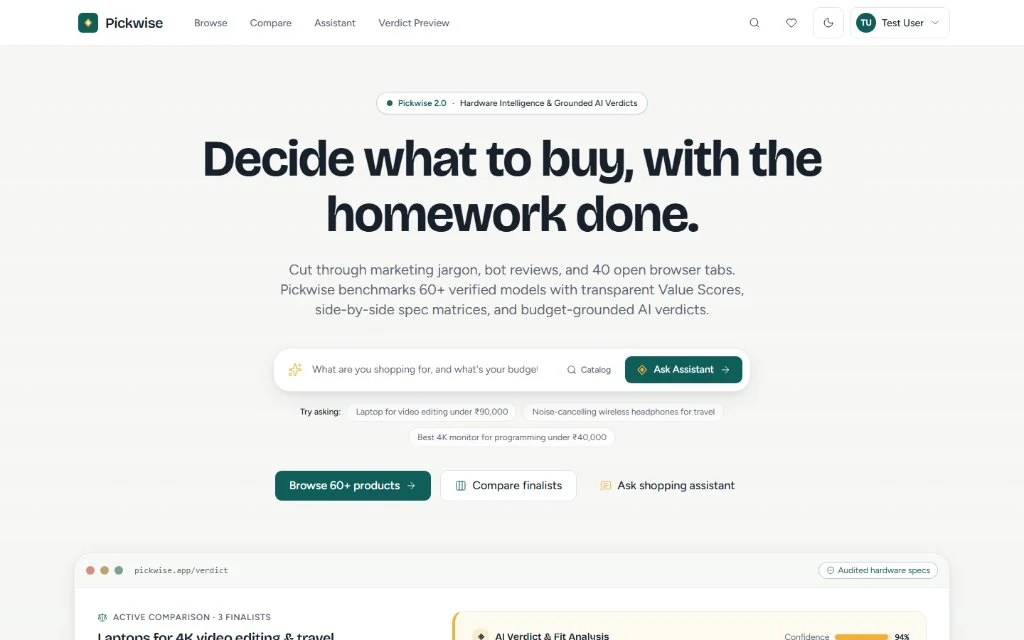 Pickwise
Browse
Compare
Assistant
Verdict Preview
TU
Test User
Pickwise 2.0 · Hardware Intelligence & Grounded AI Verdicts
Decide what to buy, with the
homework done.
Cut through marketing jargon, bot reviews, and 40 open browser tabs.
Pickwise benchmarks 60+ verified models with transparent Value Scores,
side-by-side spec matrices, and budget-grounded AI verdicts.
What are you shopping for, and what's your budget
Catalog
Ask Assistant
Try asking:
Laptop for video editing under ₹90,000
Noise-cancelling wireless headphones for travel
Best 4K monitor for programming under ₹40,000
Browse 60+ products
Compare finalists
Ask shopping assistant
pickwise.app/verdict
Audited hardware specs
ACTIVE COMPARISON · 3 FINALISTS
Laptops for 4K video editing & travel
AI Verdict & Fit Analysis
Confidence
94%